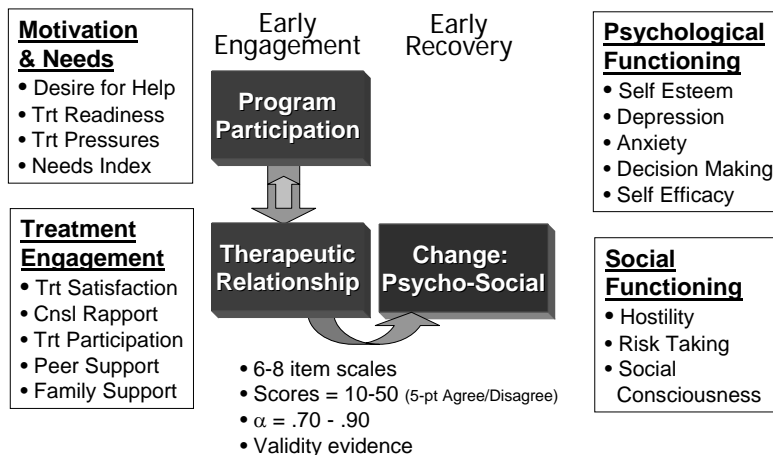 Motivation
& Needs
• Desire for Help
• Trt Readiness
• Trt Pressures
• Needs Index
Treatment
Engagement
• Trt Satisfaction
• Cnsl Rapport
• Trt Participation
• Peer Support
• Family Support
Early
Engagement
Early
Recovery
Program
Participation
Therapeutic
Relationship
Change:
Psycho-Social
• 6-8 item scales
• Scores = 10-50 (5-pt Agree/Disagree)
• α = .70 - .90
• Validity evidence
Psychological
Functioning
• Self Esteem
• Depression
• Anxiety
• Decision Making
• Self Efficacy
Social
Functioning
• Hostility
• Risk Taking
• Social
Consciousness